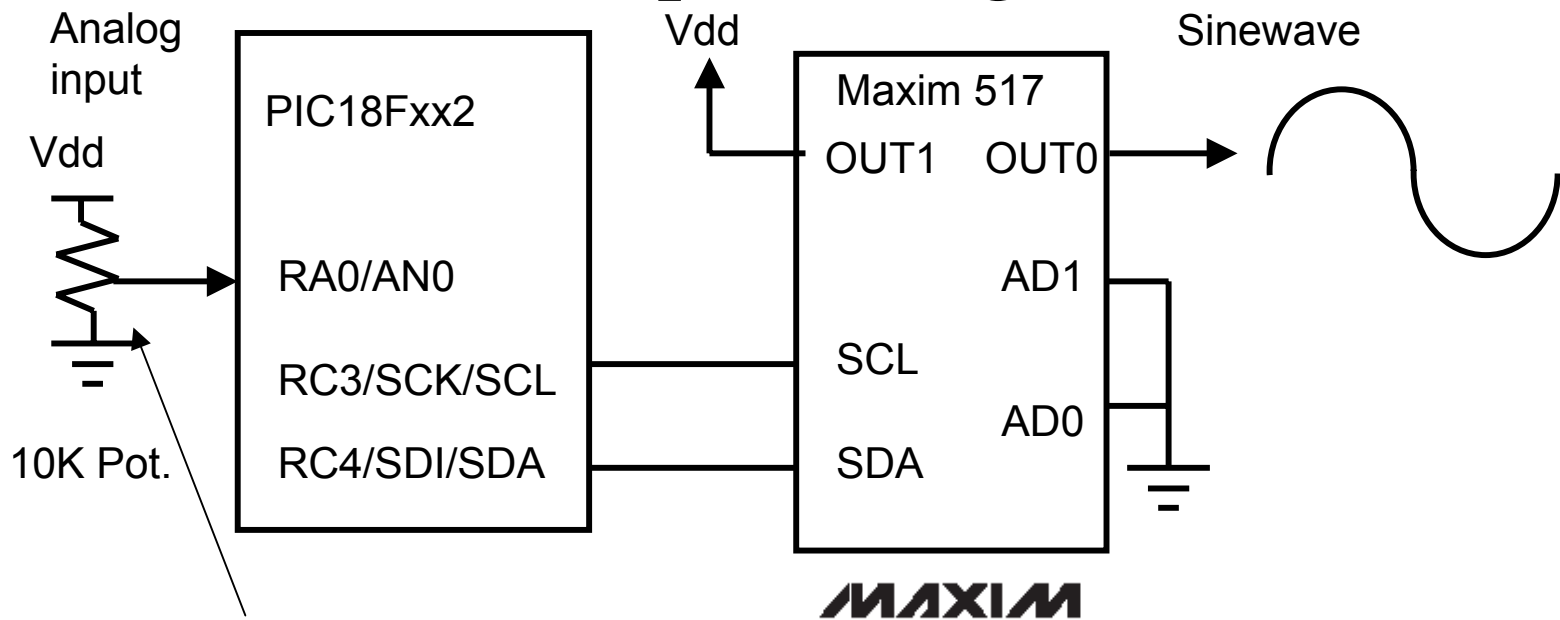 Analog
input
Vdd
10K Pot.
PIC18Fxx2
RA0/AN0
RC3/SCK/SCL
RC4/SDI/SDA
Vdd
Maxim 517
OUT1 OUT0
AD1
SCL
AD0
SDA
MAXIM
Sinewave